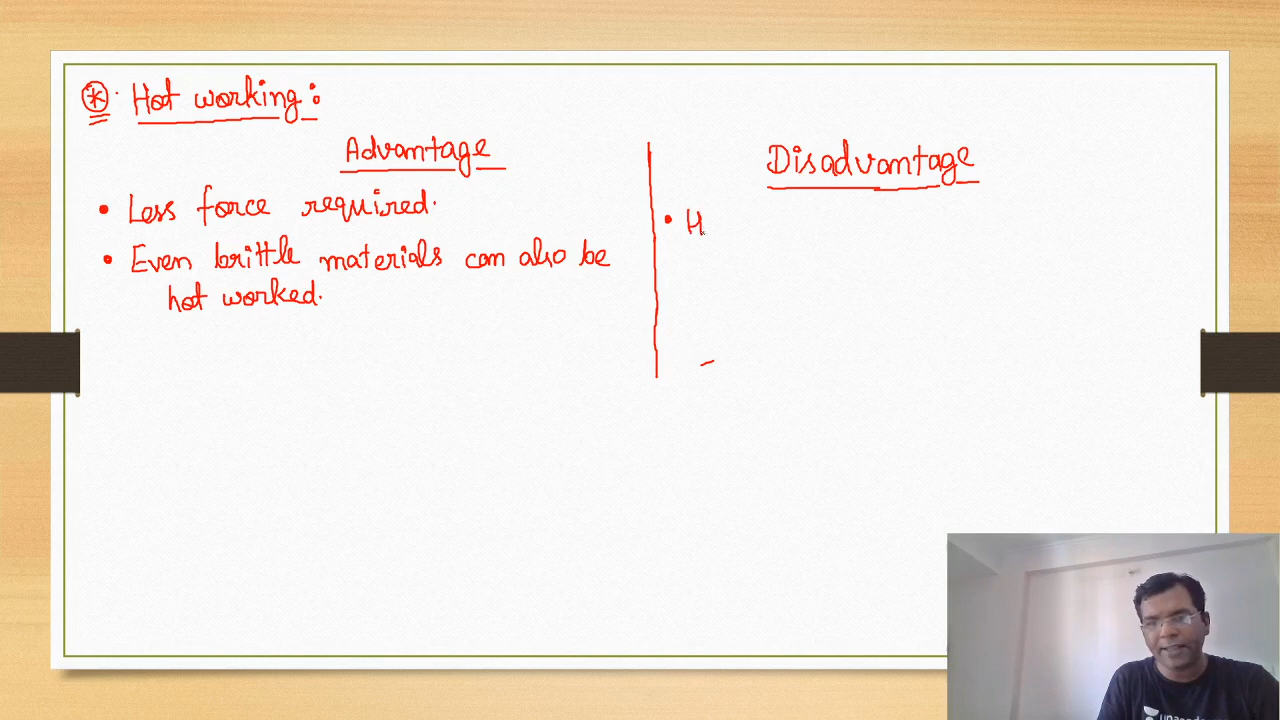 * Hot working:
Advantage
• Less force required.
• Even brittle materials can also be
hot worked.
Disadvantage
• H